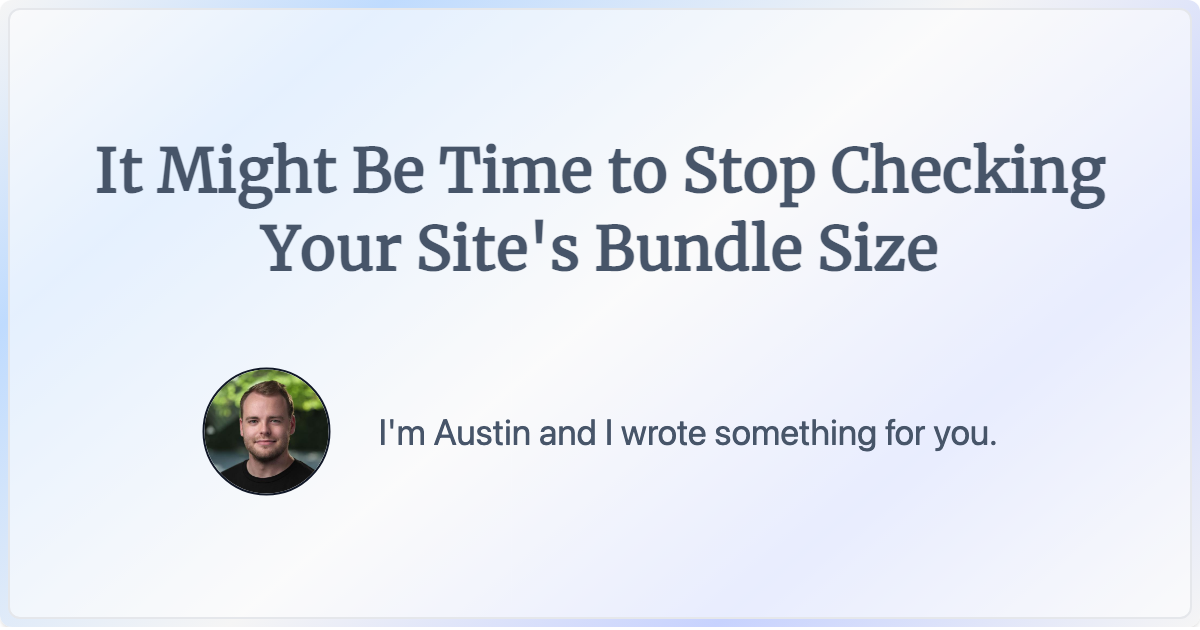 It Might Be Time to Stop Checking
Your Site's Bundle Size
I'm Austin and I wrote something for you.